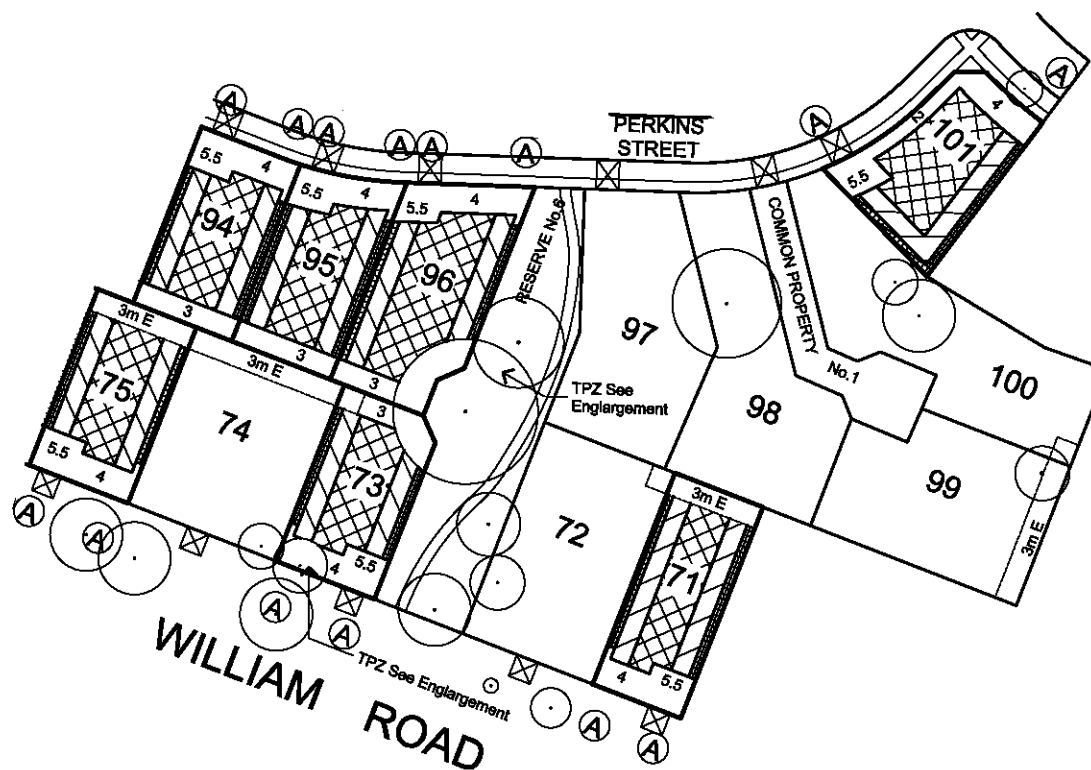 A
A
A
A
A
A
A
A
PERKINS
STREET
4
2
101
5.5
5.5
4
94
3
5.5
4
95
3
5.5
4
96
3
RESERVE No.6
97
COMMON PROPERTY
No.1
98
100
99
3m E
TPZ See
Englargement
3m E
75
5.5
4
3m E
74
3
73
4
5.5
72
3m E
71
4
5.5
A
A
A
A
A
A
TPZ See Englargement
WILLIAM ROAD